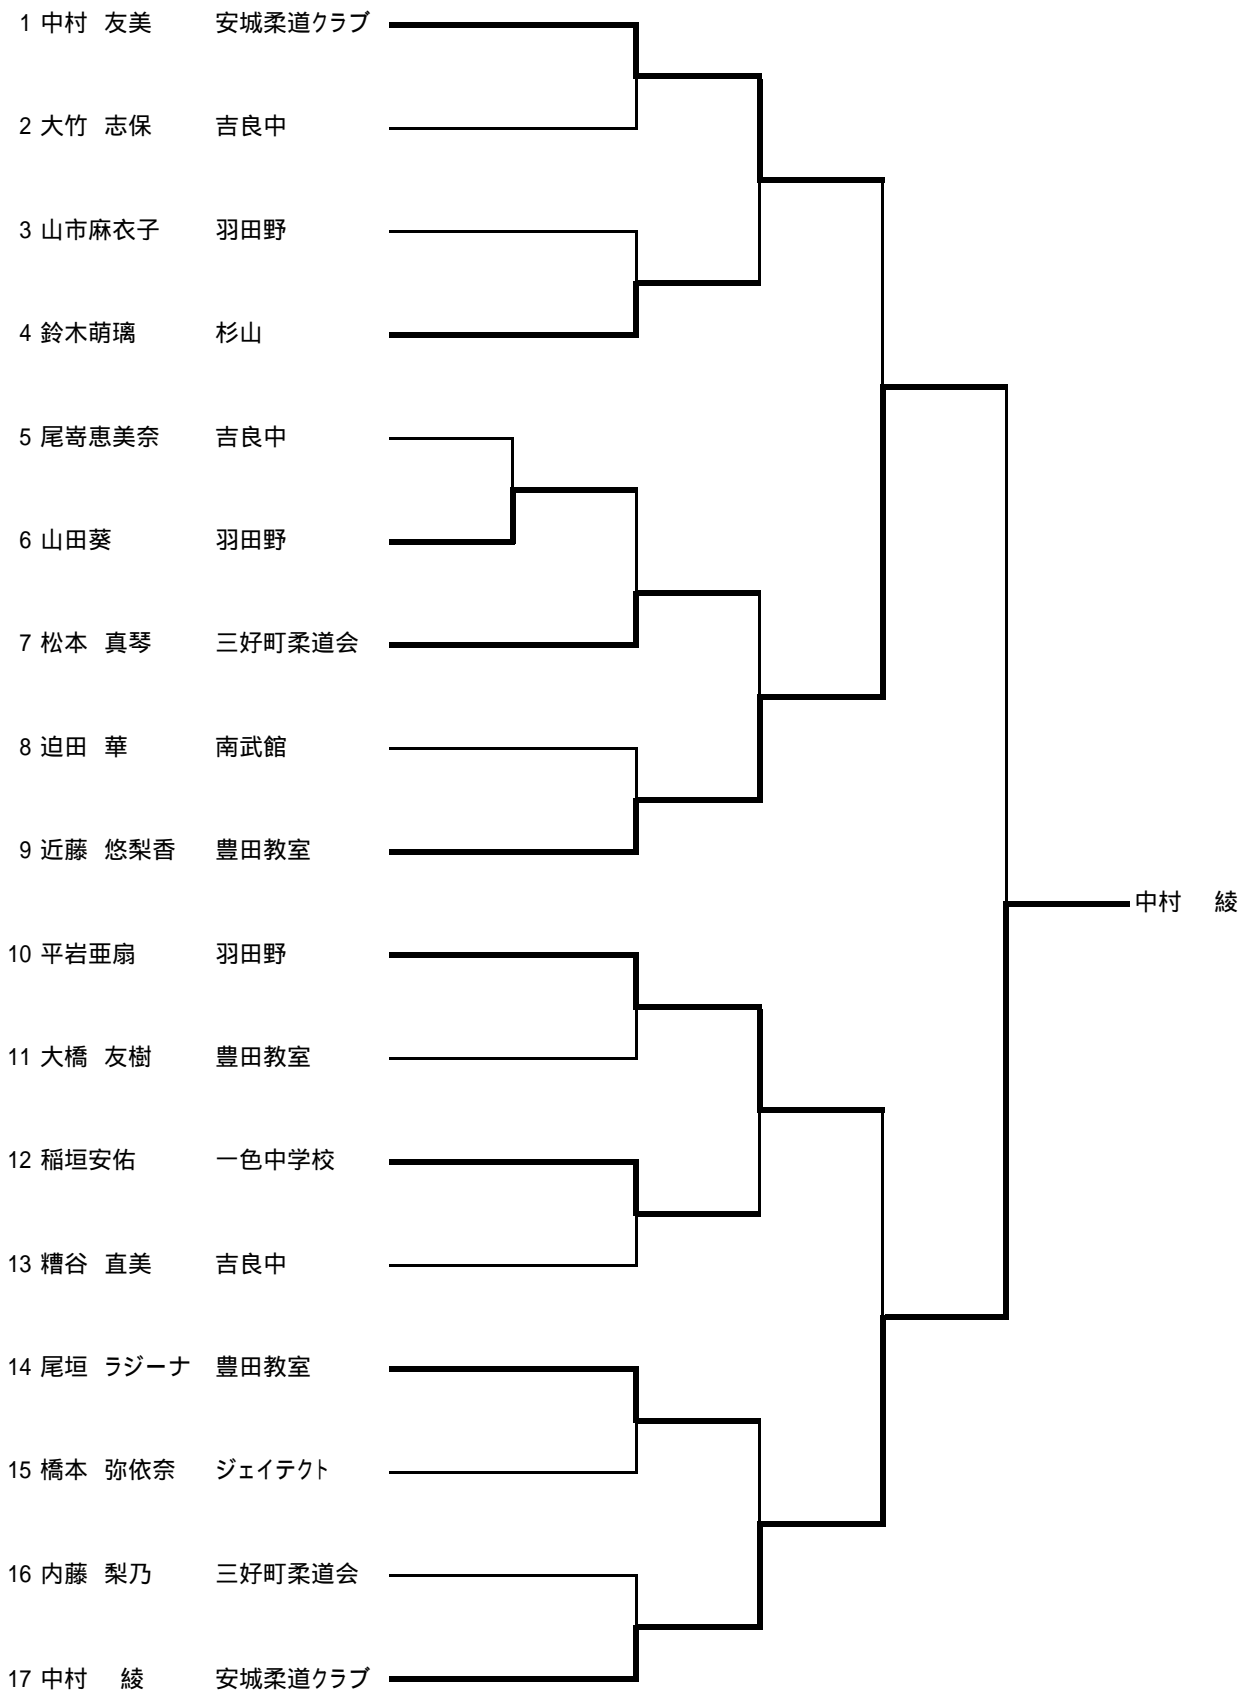 1 中村 友美 安城柔道クラブ
2 大竹 志保 吉良中
3 山市麻衣子 羽田野
4 鈴木萌璃 杉山
5 尾嵜恵美奈 吉良中
6 山田葵 羽田野
7 松本 真琴 三好町柔道会
8 迫田 華 南武館
9 近藤 悠梨香 豊田教室
中村 綾
10 平岩亜扇 羽田野
11 大橋 友樹 豊田教室
12 稲垣安佑 一色中学校
13 糟谷 直美 吉良中
14 尾垣 ラジーナ 豊田教室
15 橋本 弥依奈 ジェイテクト
16 内藤 梨乃 三好町柔道会
17 中村 綾 安城柔道クラブ